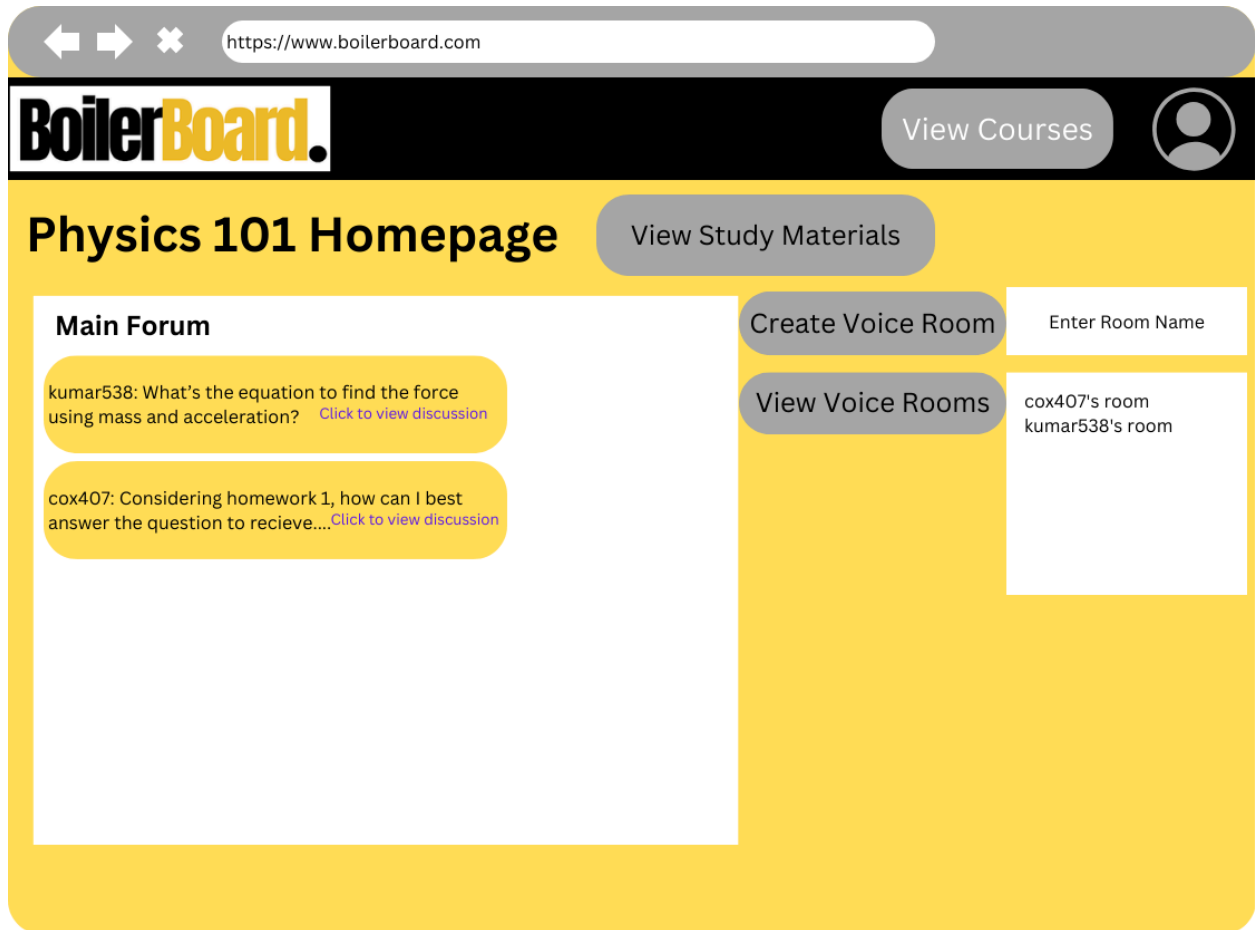 https://www.boilerboard.com
BoilerBoard.
View Courses
Physics 101 Homepage
View Study Materials
Main Forum
kumar538: What's the equation to find the force
using mass and acceleration? Click to view discussion
cox407: Considering homework 1, how can I best
answer the question to recieve.... Click to view discussion
Create Voice Room
Enter Room Name
View Voice Rooms
cox407's room
kumar538's room